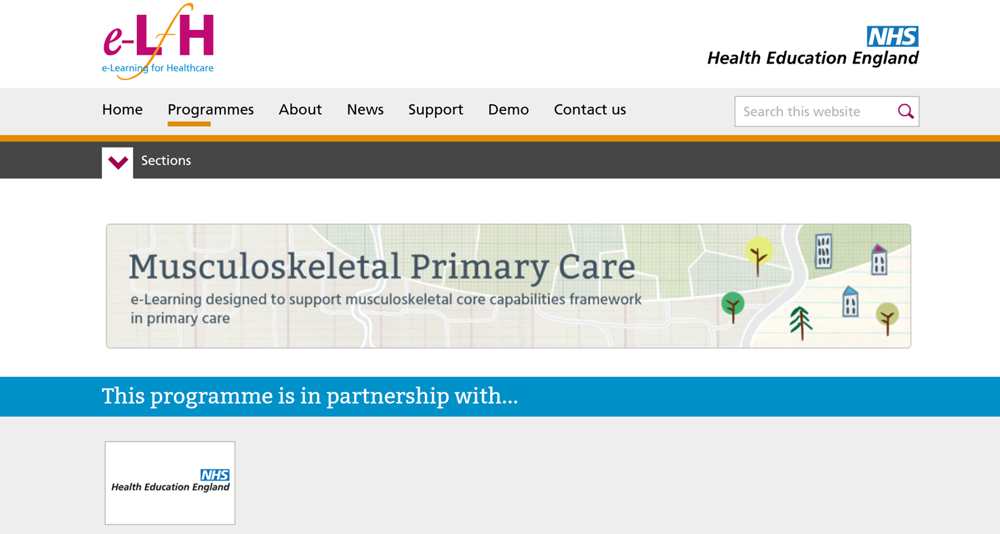 e-LfH
e-Learning for Healthcare
NHS
Health Education England
Home Programmes About News Support Demo Contact us
Search this website
Sections
Musculoskeletal Primary Care
e-Learning designed to support musculoskeletal core capabilities framework
in primary care
This programme is in partnership with...
NHS
Health Education England